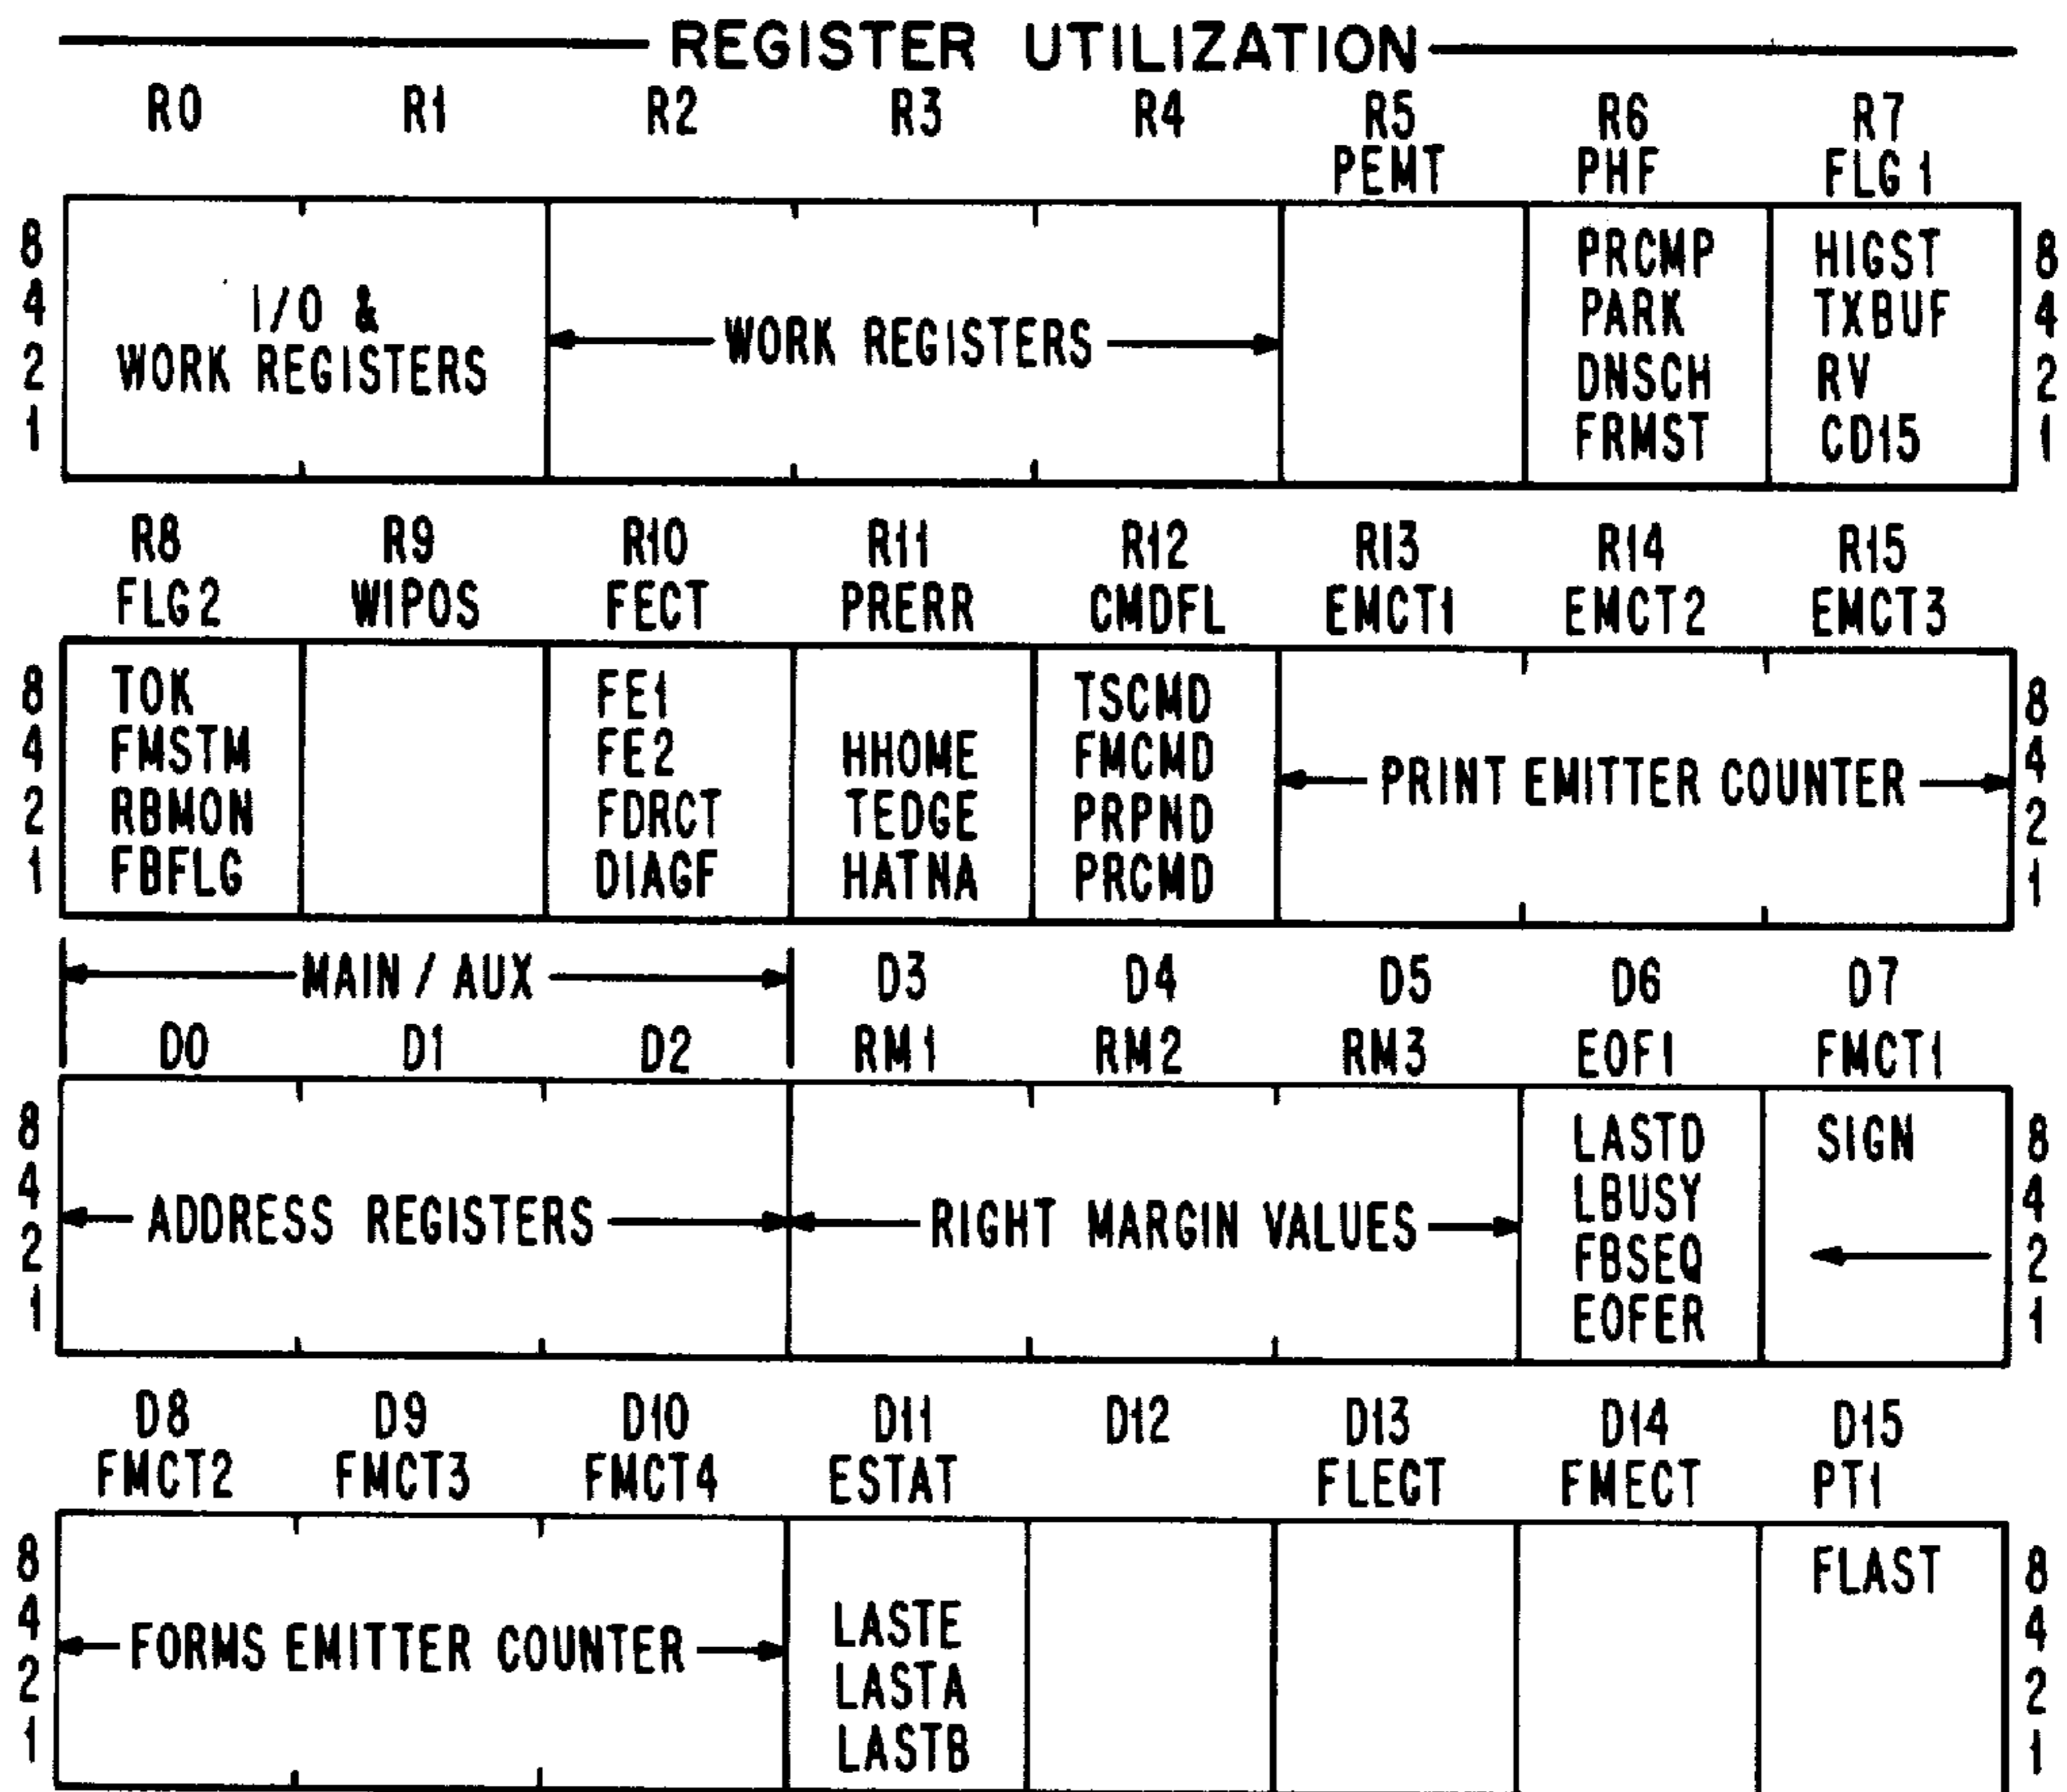 REGISTER UTILIZATION
R0 R1 R2 R3 R4 R5 R6 R7
PEMT PHF FLG1
8 PRCMP HIGST 8
4 I/O & PARK TXBUF 4
2 WORK REGISTERS WORK REGISTERS DNSCH RV 2
1 FRMST CD15 1
R8 R9 R10 R11 R12 R13 R14 R15
FLG2 WIPOS FECT PRERR CMDFL EMCT1 EMCT2 EMCT3
8 TOK FE1 TSCMD 8
4 FMSTM FE2 HHOME FMCMD PRINT EMITTER COUNTER 4
2 RBMON FDRCT TEDGE PRPND 2
1 FBFLG DIAGF HATNA PRCMD 1
MAIN / AUX D3 D4 D5 D6 D7
D0 D1 D2 RM1 RM2 RM3 EOF1 FMCT1
8 LASTD SIGN 8
4 ADDRESS REGISTERS RIGHT MARGIN VALUES LBUSY 4
2 FBSEQ 2
1 EOFER 1
D8 D9 D10 D11 D12 D13 D14 D15
FMCT2 FMCT3 FMCT4 ESTAT FLECT FMECT PT1
8 FLAST 8
4 FORMS EMITTER COUNTER LASTE 4
2 LASTA 2
1 LASTB 1